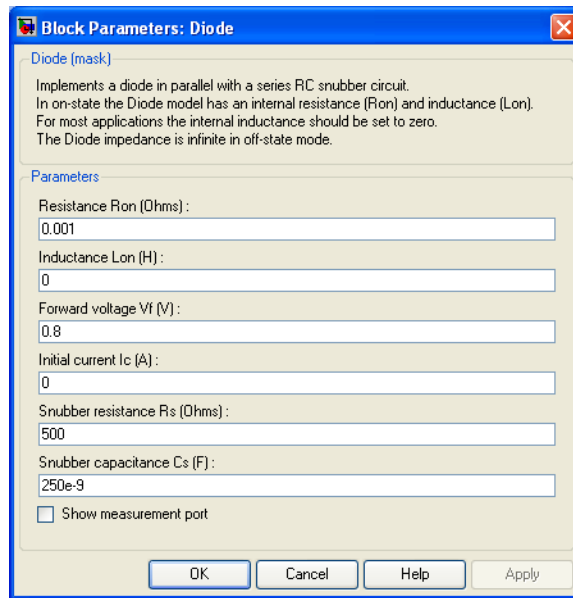 Block Parameters: Diode
Diode (mask)
Implements a diode in parallel with a series RC snubber circuit.
In on-state the Diode model has an internal resistance (Ron) and inductance (Lon).
For most applications the internal inductance should be set to zero.
The Diode impedance is infinite in off-state mode.
Parameters
Resistance Ron (Ohms) :
0.001
Inductance Lon (H) :
0
Forward voltage Vf (V) :
0.8
Initial current Ic (A) :
0
Snubber resistance Rs (Ohms) :
500
Snubber capacitance Cs (F) :
250e-9
Show measurement port
OK Cancel Help Apply